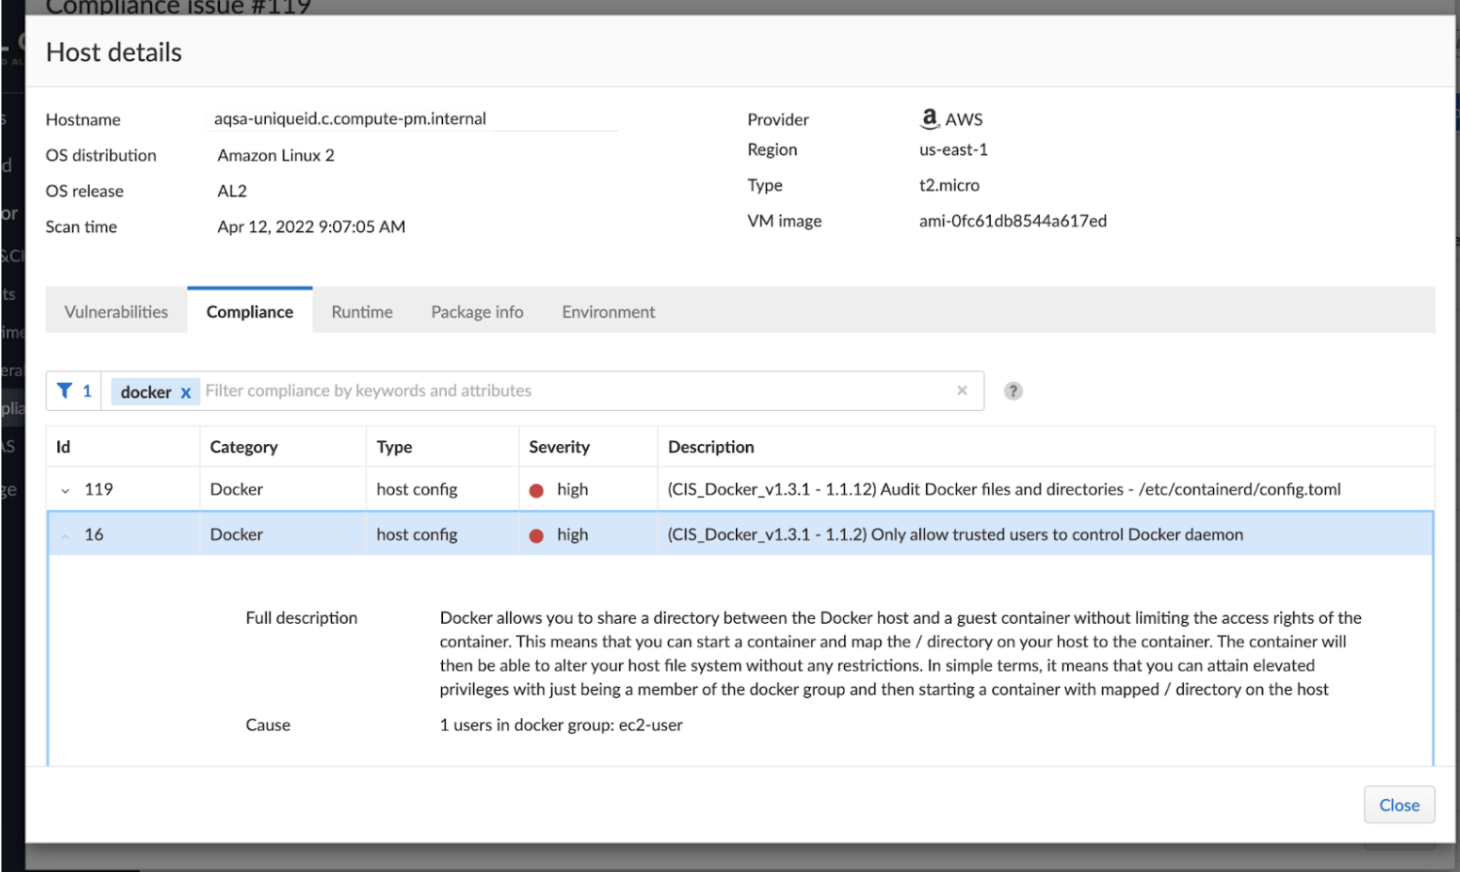 Compliance issue #119
Host details
Hostname aqsa-uniqueid.c.compute-pm.internal
Provider AWS
OS distribution Amazon Linux 2
Region us-east-1
OS release AL2
Type t2.micro
Scan time Apr 12, 2022 9:07:05 AM
VM image ami-0fc61db8544a617ed
Vulnerabilities Compliance Runtime Package info Environment
1 docker x Filter compliance by keywords and attributes × ?
Id Category Type Severity Description
119 Docker host config high (CIS_Docker_v1.3.1 - 1.1.12) Audit Docker files and directories - /etc/containerd/config.toml
16 Docker host config high (CIS_Docker_v1.3.1 - 1.1.2) Only allow trusted users to control Docker daemon
Full description Docker allows you to share a directory between the Docker host and a guest container without limiting the access rights of the
container. This means that you can start a container and map the / directory on your host to the container. The container will
then be able to alter your host file system without any restrictions. In simple terms, it means that you can attain elevated
privileges with just being a member of the docker group and then starting a container with mapped / directory on the host
Cause 1 users in docker group: ec2-user
Close